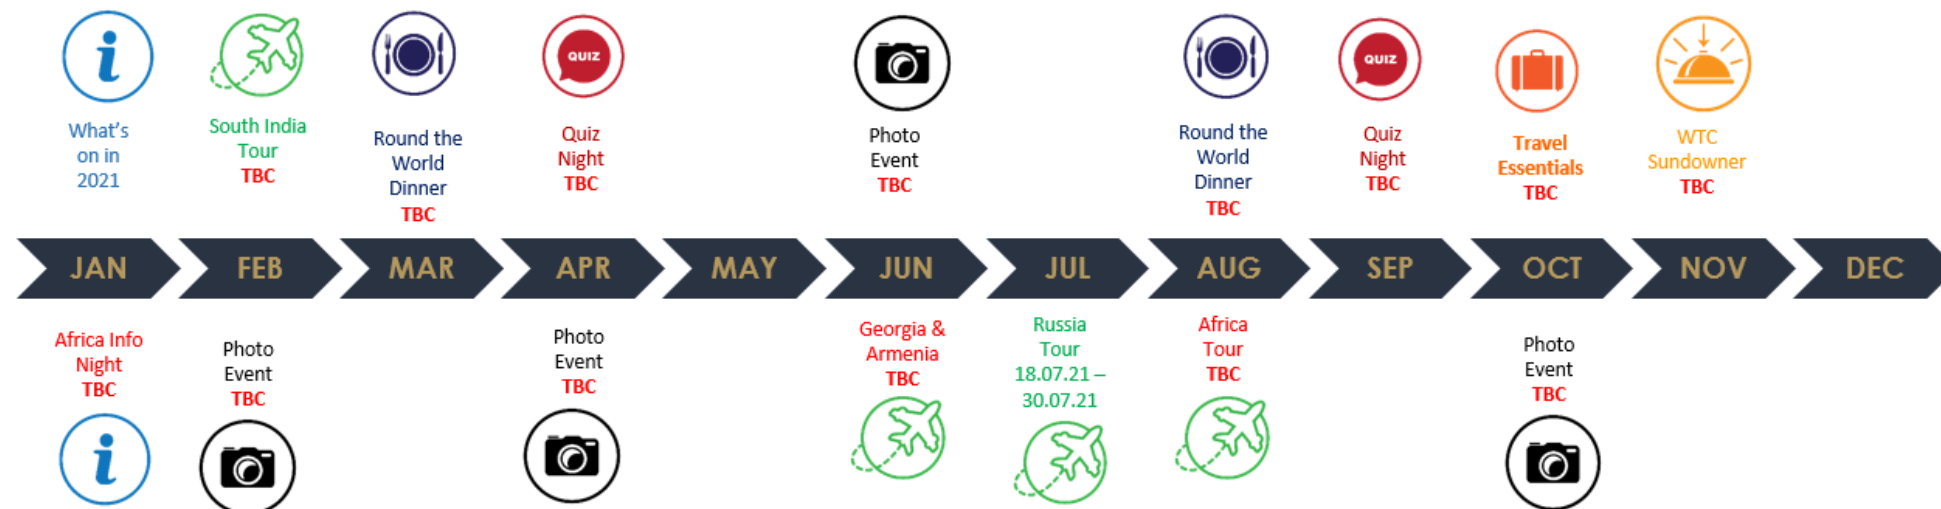 What's
on in
2021
South India
Tour
TBC
Round the
World
Dinner
TBC
QUIZ
Quiz
Night
TBC
Photo
Event
TBC
Round the
World
Dinner
TBC
QUIZ
Quiz
Night
TBC
Travel
Essentials
TBC
WTC
Sundowner
TBC
JAN FEB MAR APR MAY JUN JUL AUG SEP OCT NOV DEC
Africa Info
Night
TBC
Photo
Event
TBC
Photo
Event
TBC
Georgia &
Armenia
TBC
Russia
Tour
18.07.21 –
30.07.21
Africa
Tour
TBC
Photo
Event
TBC